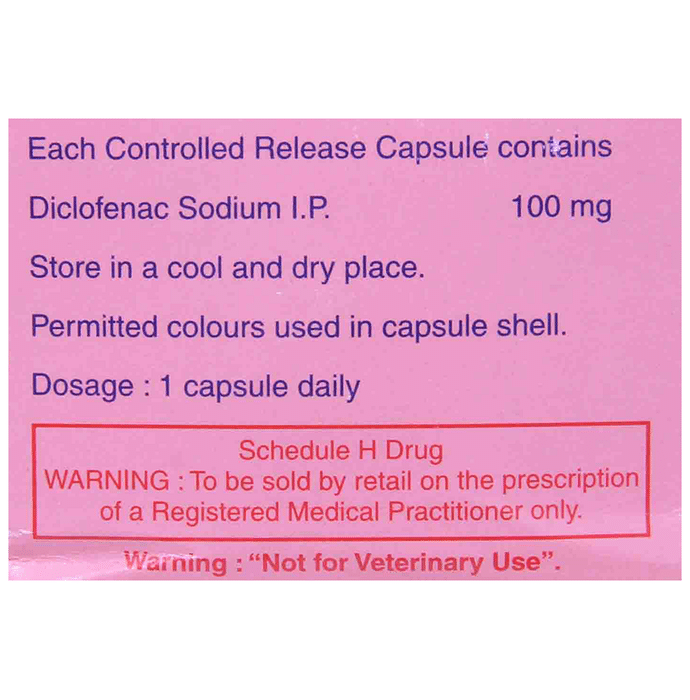 Each Controlled Release Capsule contains
Diclofenac Sodium I.P. 100 mg
Store in a cool and dry place.
Permitted colours used in capsule shell.
Dosage : 1 capsule daily
Schedule H Drug
WARNING : To be sold by retail on the prescription
of a Registered Medical Practitioner only.
Warning : “Not for Veterinary Use”.